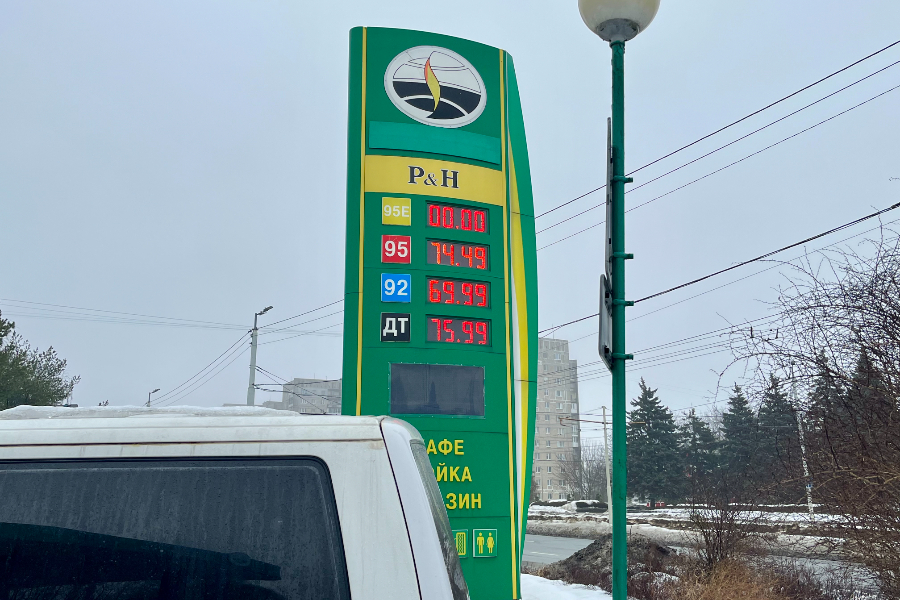 P&H
95E 00.00
95 74.49
92 69.99
ДТ 75.99
АФЕ
ЙКА
ЗИН